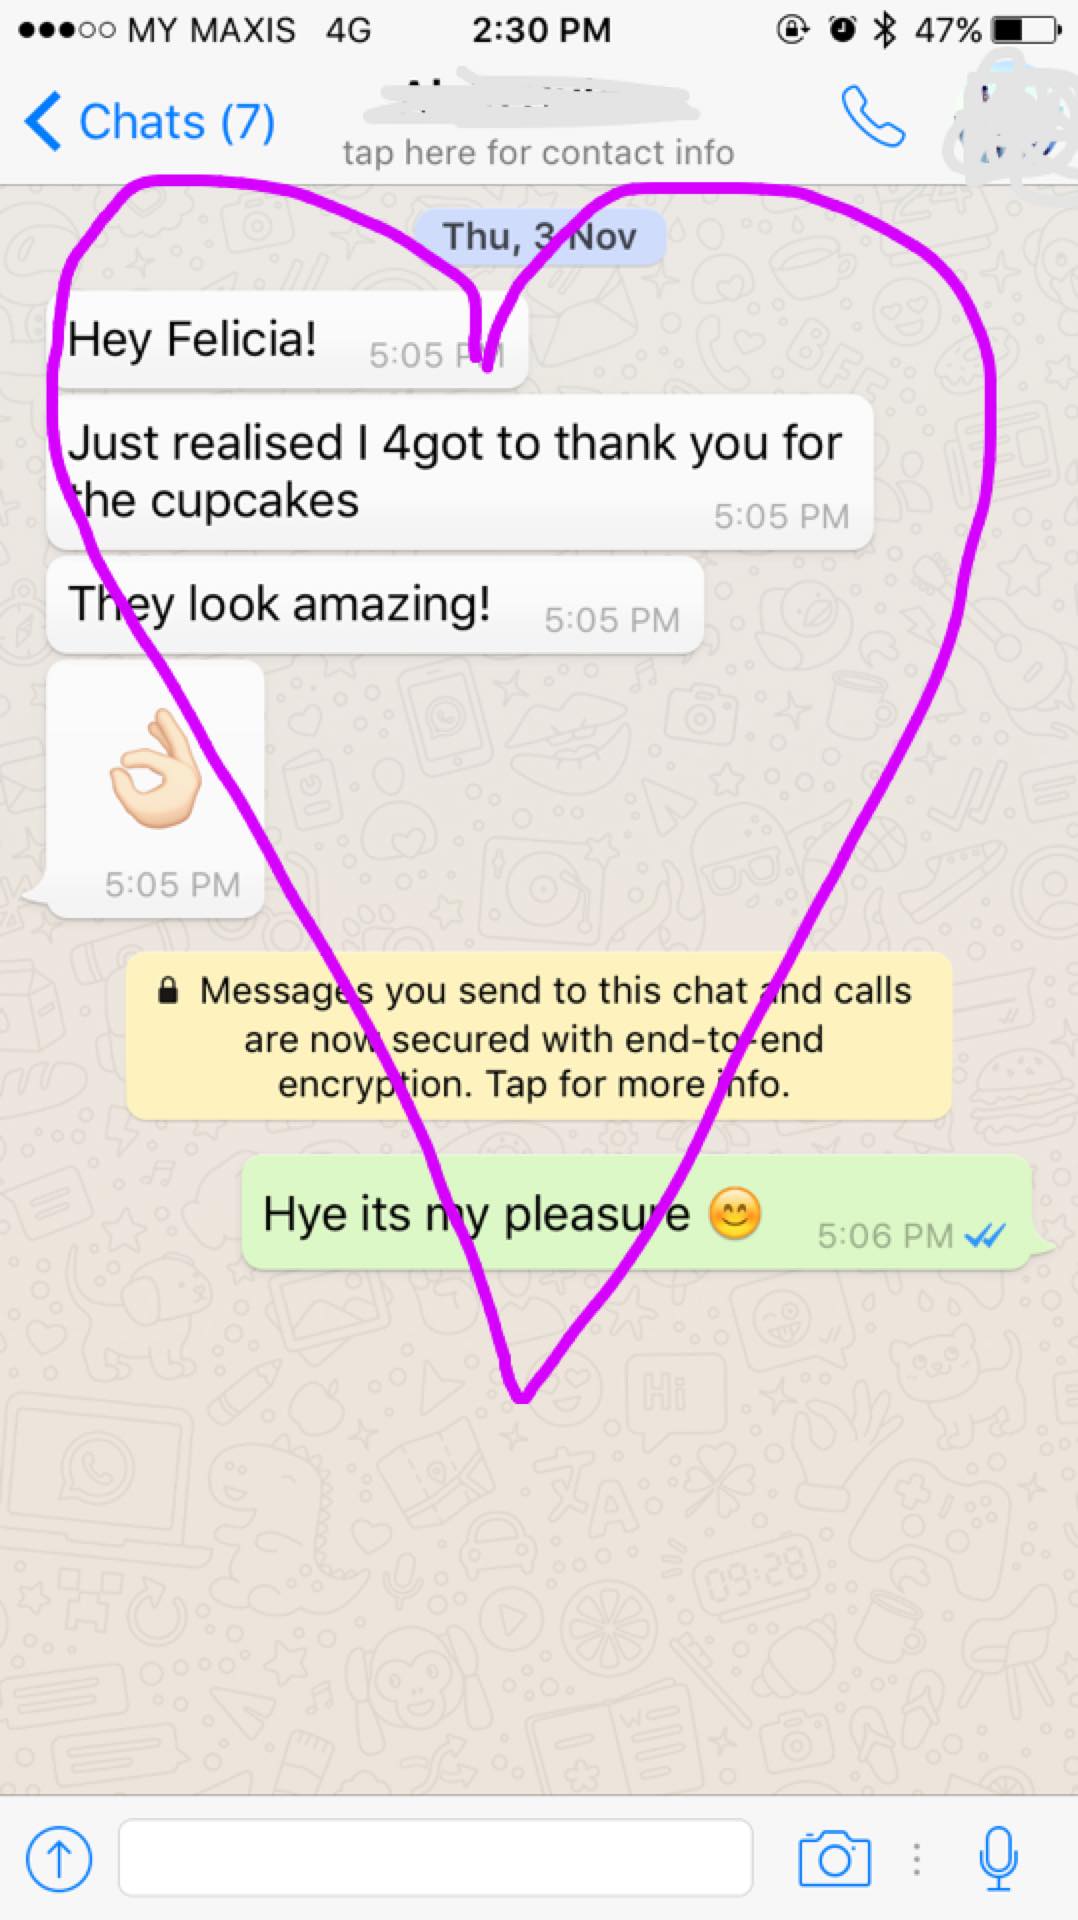 MY MAXIS 4G 2:30 PM 47%
Chats (7)
tap here for contact info
Thu, 3 Nov
Hey Felicia! 5:05 PM
Just realised I 4got to thank you for
the cupcakes 5:05 PM
They look amazing! 5:05 PM
👌🏻
5:05 PM
🔒 Messages you send to this chat and calls
are now secured with end-to-end
encryption. Tap for more info.
Hye its my pleasure 😊 5:06 PM
Hi
09:28